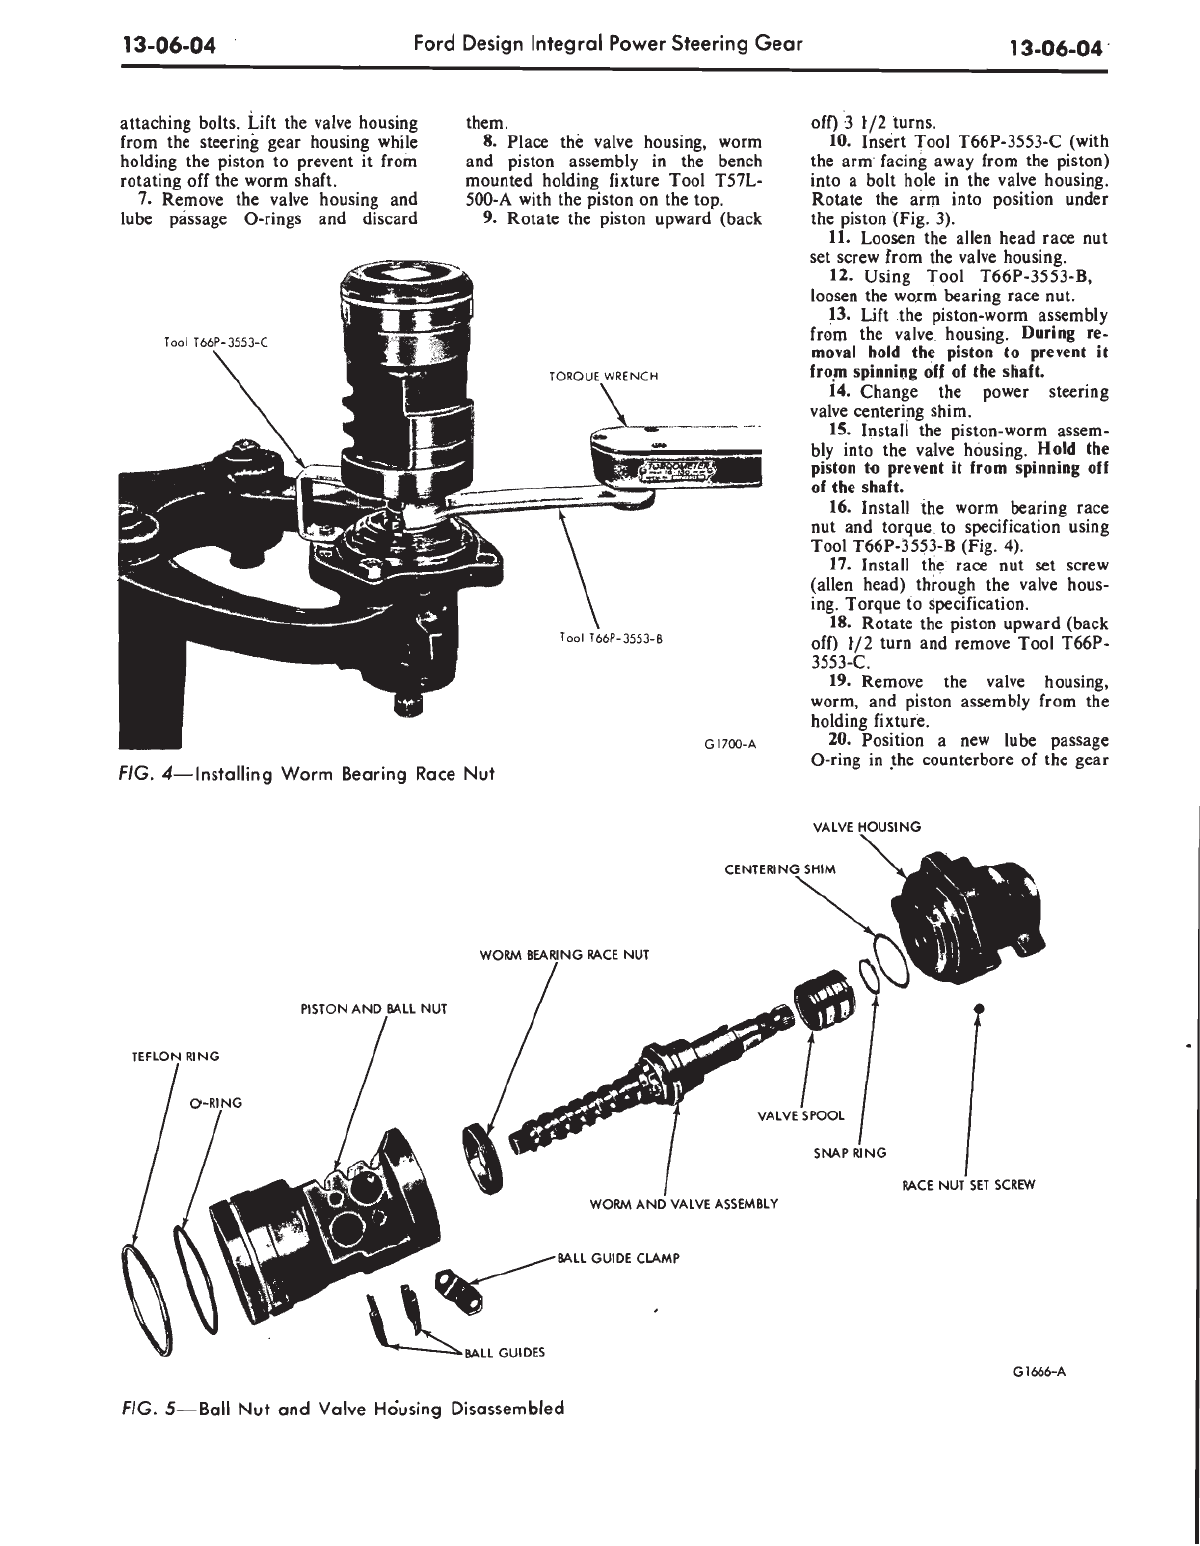 13-06-04
Ford Design Integral Power Steering Gear
13-06-04
attaching bolts. Lift the valve housing
from the steering gear housing while
holding the piston to prevent it from
rotating off the worm shaft.
7. Remove the valve housing and
lube passage O-rings and discard
them.
8. Place the valve housing, worm
and piston assembly in the bench
mounted holding fixture Tool T57L-
500-A with the piston on the top.
9. Rotate the piston upward (back
off) 3 1/2 turns.
10. Insert Tool T66P-3553-C (with
the arm facing away from the piston)
into a bolt hole in the valve housing.
Rotate the arm into position under
the piston (Fig. 3).
11. Loosen the allen head race nut
set screw from the valve housing.
12. Using Tool T66P-3553-B,
loosen the worm bearing race nut.
13. Lift the piston-worm assembly
from the valve housing. During re-
moval hold the piston to prevent it
from spinning off of the shaft.
14. Change the power steering
valve centering shim.
15. Install the piston-worm assem-
bly into the valve housing. Hold the
piston to prevent it from spinning off
of the shaft.
16. Install the worm bearing race
nut and torque to specification using
Tool T66P-3553-B (Fig. 4).
17. Install the race nut set screw
(allen head) through the valve hous-
ing. Torque to specification.
18. Rotate the piston upward (back
off) 1/2 turn and remove Tool T66P-
3553-C.
19. Remove the valve housing,
worm, and piston assembly from the
holding fixture.
20. Position a new lube passage
O-ring in the counterbore of the gear
Tool T66P-3553-C
TORQUE WRENCH
TORQOMETER
Tool T66P-3553-B
G1700-A
FIG. 4—Installing Worm Bearing Race Nut
VALVE HOUSING
CENTERING SHIM
WORM BEARING RACE NUT
PISTON AND BALL NUT
TEFLON RING
O-RING
VALVE SPOOL
SNAP RING
RACE NUT SET SCREW
WORM AND VALVE ASSEMBLY
BALL GUIDE CLAMP
BALL GUIDES
G1666-A
FIG. 5—Ball Nut and Valve Housing Disassembled